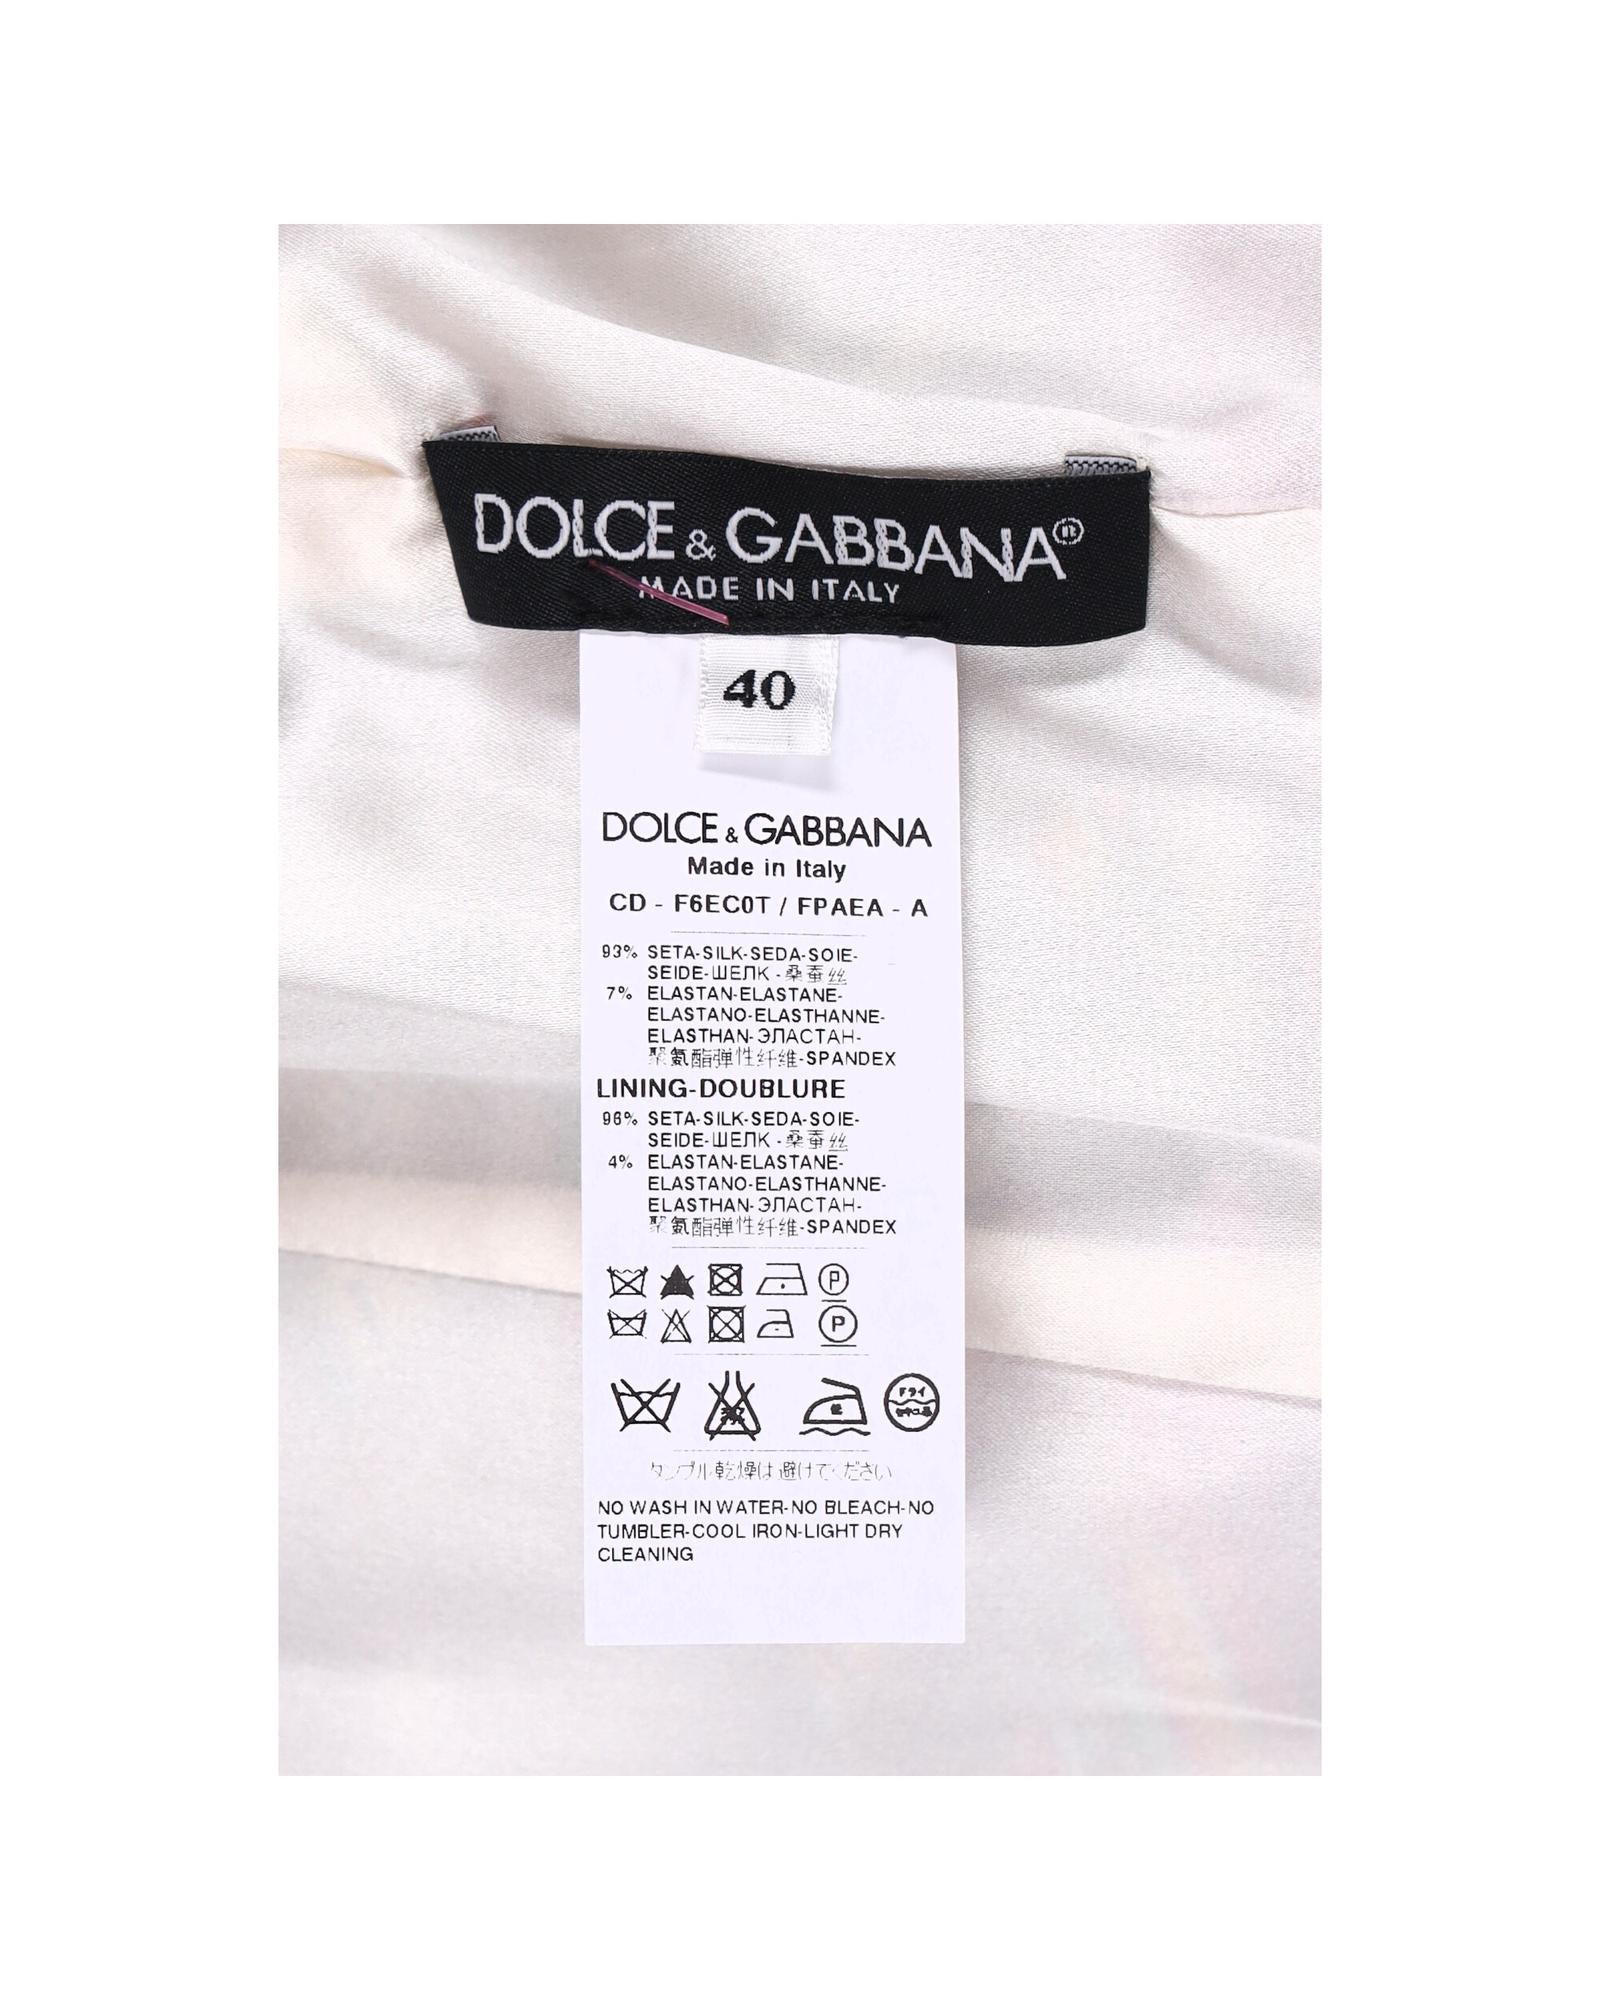 DOLCE & GABBANA®
MADE IN ITALY
40
DOLCE & GABBANA
Made in Italy
CD - F6EC0T / FPAEA - A
93% SETA-SILK-SEDA-SOIE-
SEIDE-ШЕЛК - 桑蚕丝
7% ELASTAN-ELASTANE-
ELASTANO-ELASTHANNE-
ELASTHAN-ЭЛАСТАН-
聚氨酯弹性纤维-SPANDEX
LINING-DOUBLURE
96% SETA-SILK-SEDA-SOIE-
SEIDE-ШЕЛК - 桑蚕丝
4% ELASTAN-ELASTANE-
ELASTANO-ELASTHANNE-
ELASTHAN-ЭЛАСТАН-
聚氨酯弹性纤维-SPANDEX
P
P
低 ドライ
タンブル乾燥は避けてください
NO WASH IN WATER-NO BLEACH-NO
TUMBLER-COOL IRON-LIGHT DRY
CLEANING